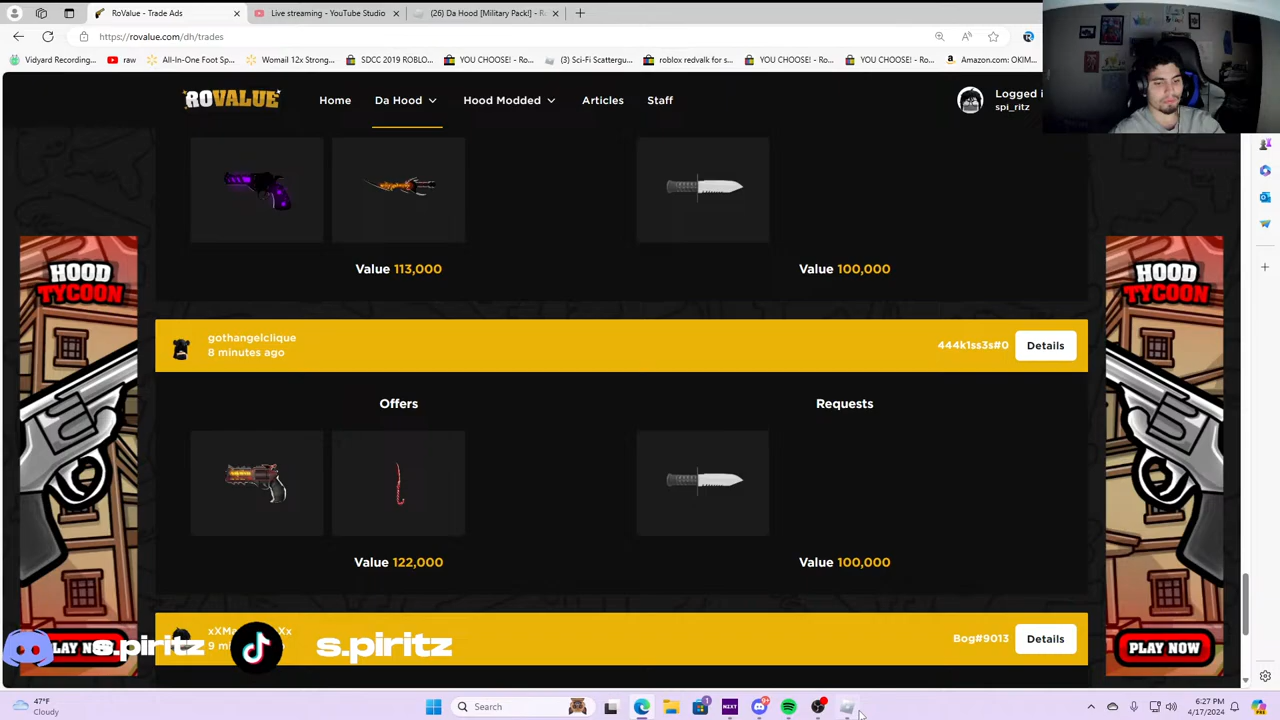 RoValue - Trade Ads
Live streaming - YouTube Studio
(26) Da Hood [Military Pack!] - R
https://rovalue.com/dh/trades
Vidyard Recording...
raw
All-In-One Foot Sp...
Womail 12x Strong...
SDCC 2019 ROBLO...
YOU CHOOSE! - Ro...
(3) Sci-Fi Scattergu...
roblox redvalk for s...
YOU CHOOSE! - Ro...
YOU CHOOSE! - Ro...
Amazon.com: OKIM...
ROVALUE
Home
Da Hood
Hood Modded
Articles
Staff
Logged i
spi_ritz
Value 113,000
Value 100,000
HOOD
TYCOON
HOOD
TYCOON
gothangelclique
8 minutes ago
444k1ss3s#0
Details
Offers
Requests
Value 122,000
Value 100,000
9 m
Bog#9013
Details
s.piritz
s.piritz
PLAY NOW
47°F
Cloudy
Search
NZXT
6:27 PM
4/17/2024